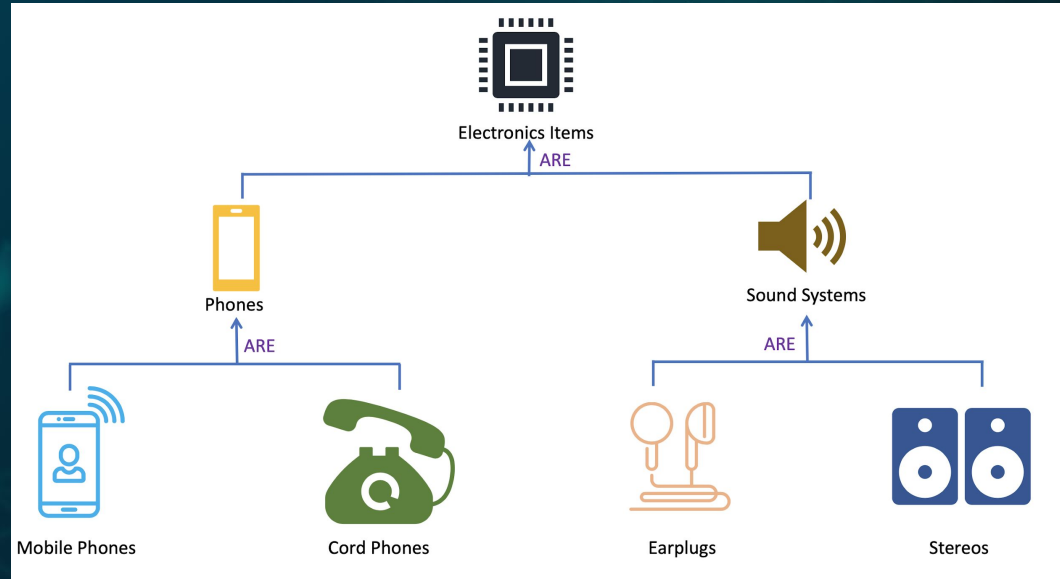 Electronics Items
ARE
Phones
Sound Systems
ARE
ARE
Mobile Phones
Cord Phones
Earplugs
Stereos